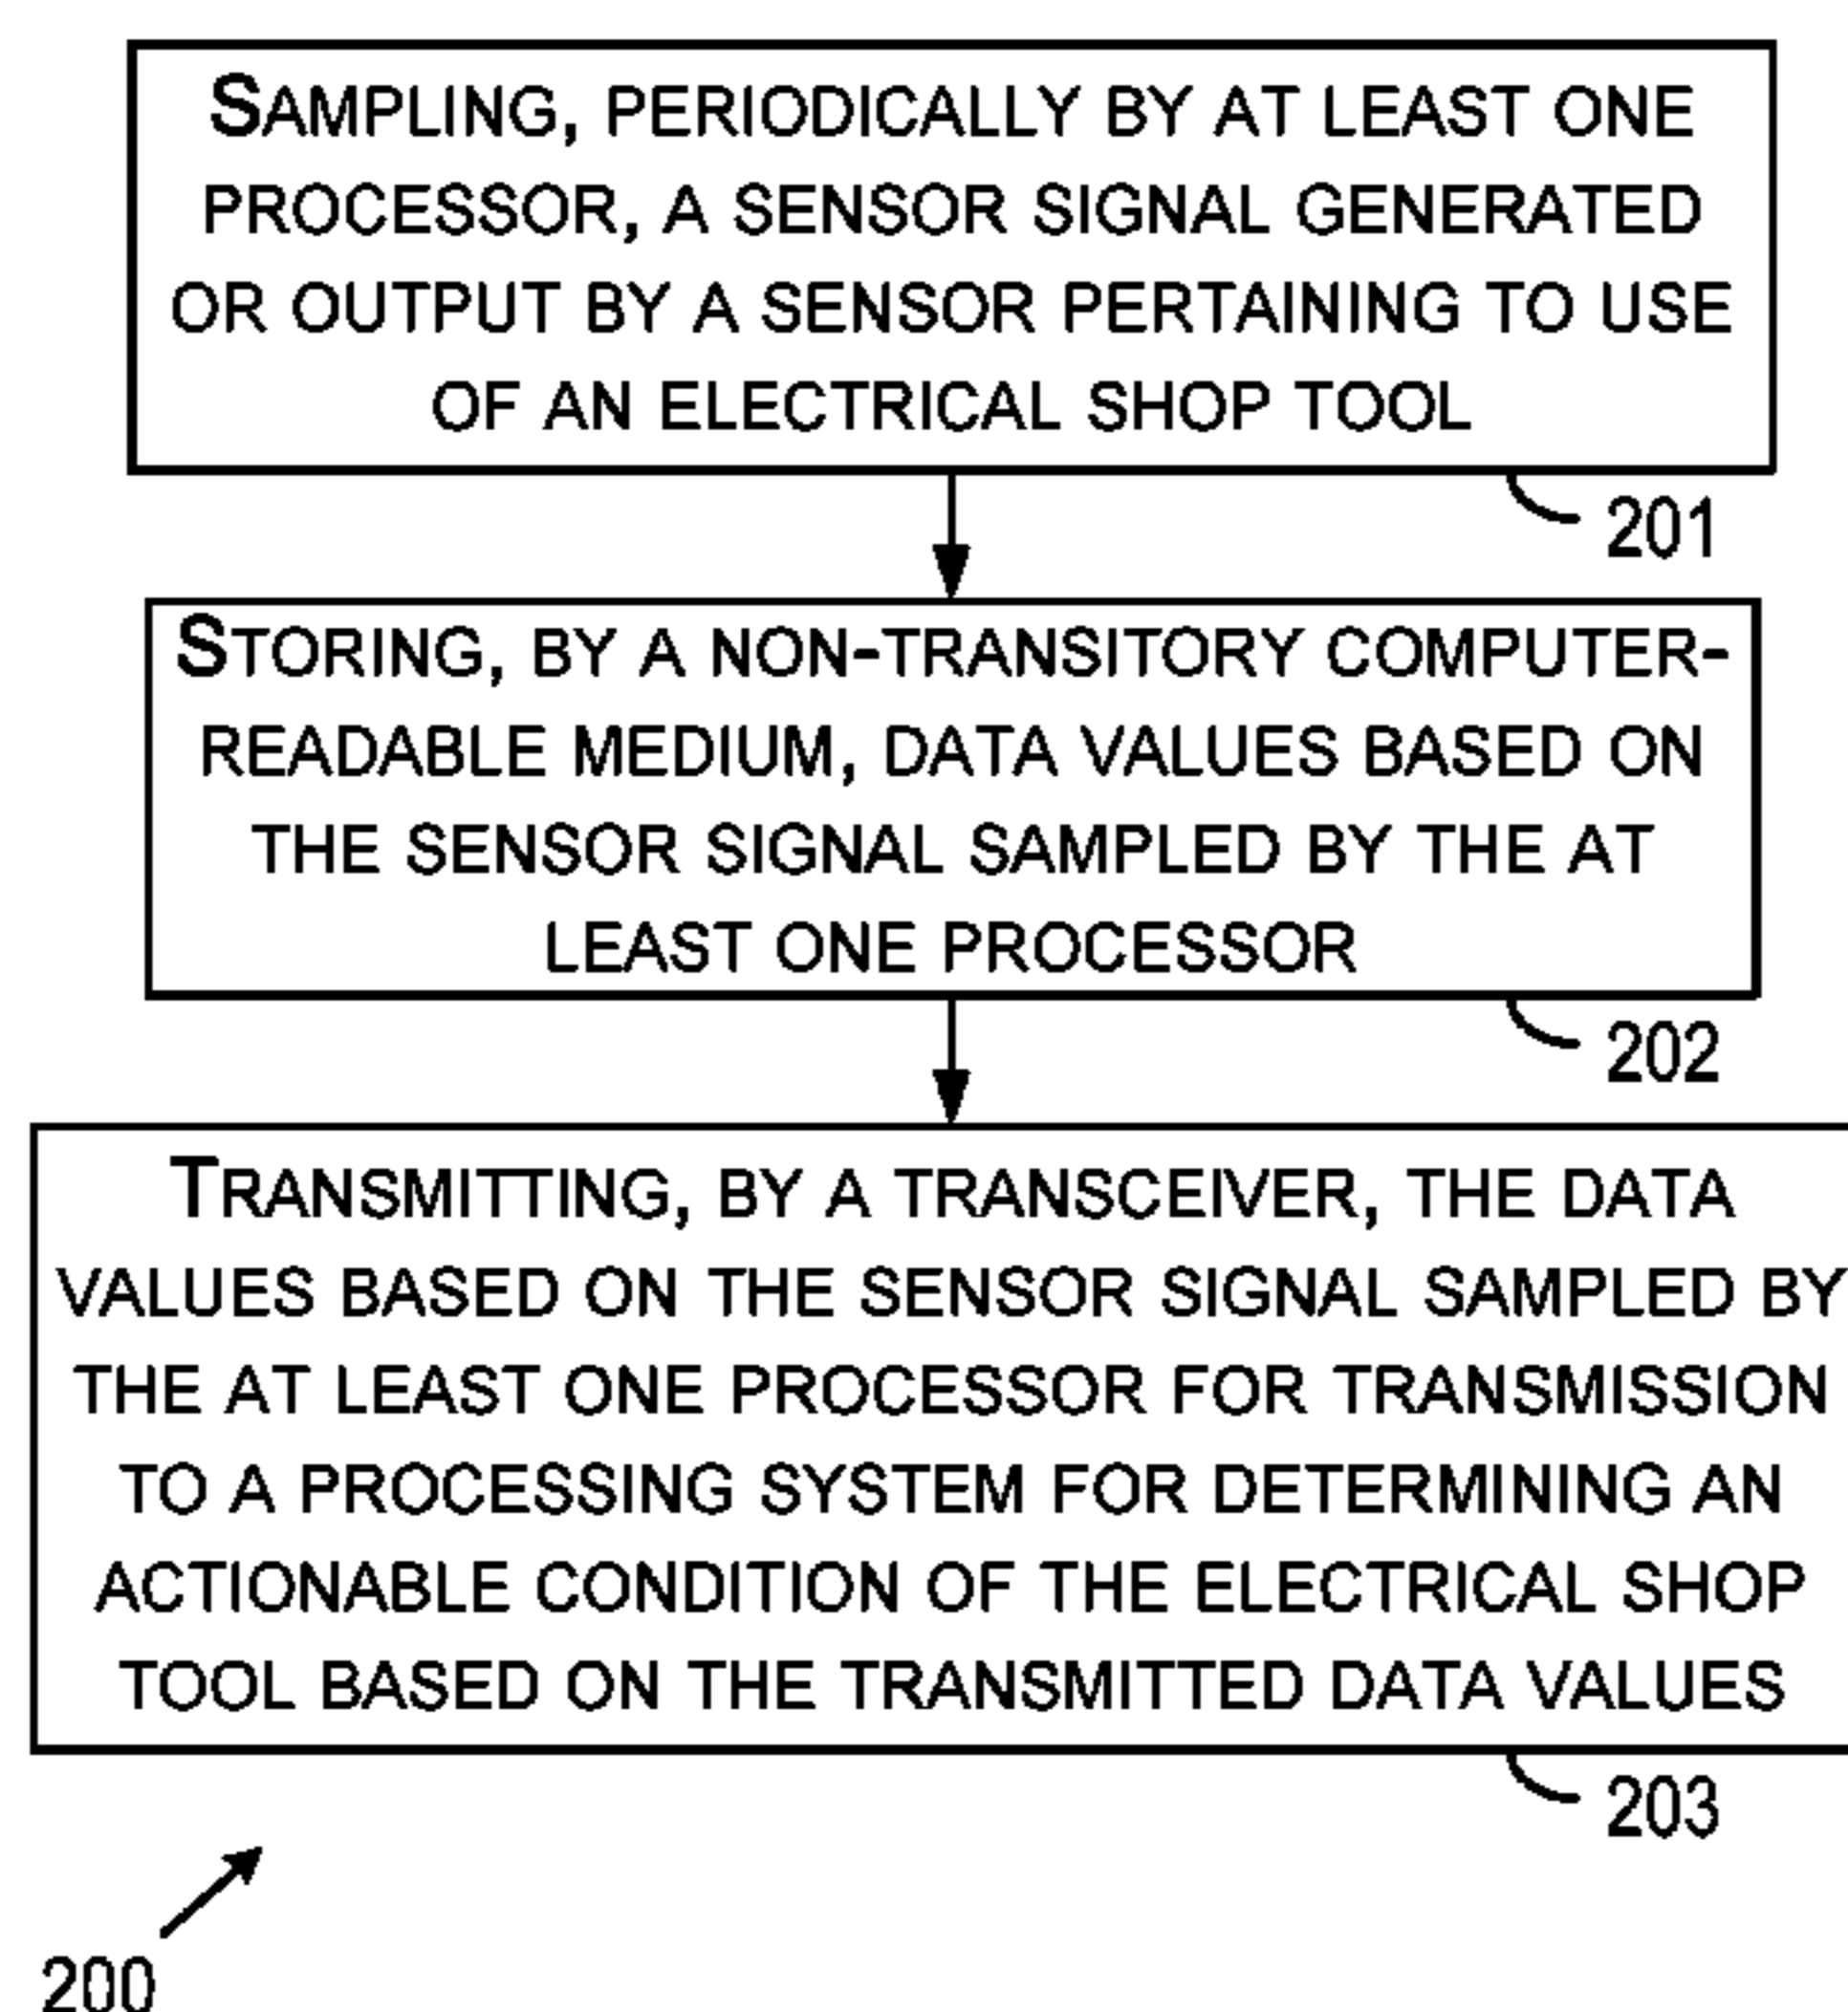 SAMPLING, PERIODICALLY BY AT LEAST ONE
PROCESSOR, A SENSOR SIGNAL GENERATED
OR OUTPUT BY A SENSOR PERTAINING TO USE
OF AN ELECTRICAL SHOP TOOL
201
STORING, BY A NON-TRANSITORY COMPUTER-
READABLE MEDIUM, DATA VALUES BASED ON
THE SENSOR SIGNAL SAMPLED BY THE AT
LEAST ONE PROCESSOR
202
TRANSMITTING, BY A TRANSCEIVER, THE DATA
VALUES BASED ON THE SENSOR SIGNAL SAMPLED BY
THE AT LEAST ONE PROCESSOR FOR TRANSMISSION
TO A PROCESSING SYSTEM FOR DETERMINING AN
ACTIONABLE CONDITION OF THE ELECTRICAL SHOP
TOOL BASED ON THE TRANSMITTED DATA VALUES
203
200